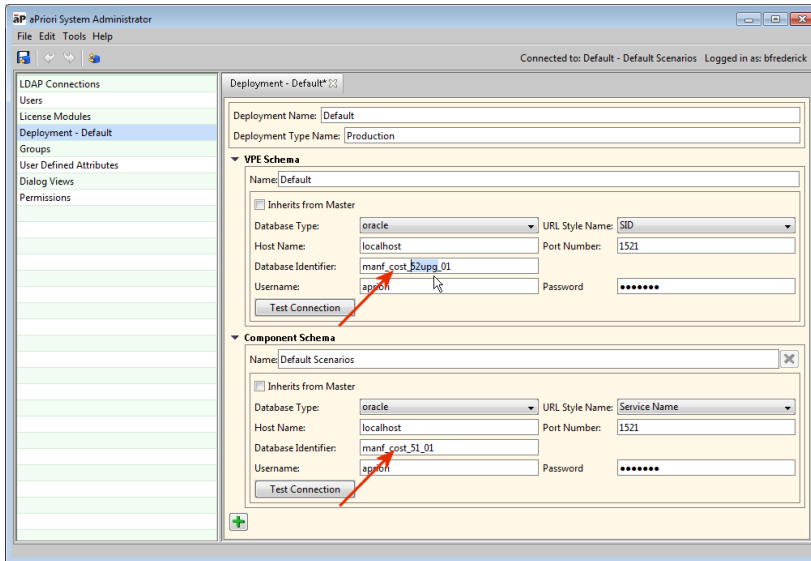 aP aPriori System Administrator
File Edit Tools Help
Connected to: Default - Default Scenarios Logged in as: bfrederick
LDAP Connections
Users
License Modules
Deployment - Default
Groups
User Defined Attributes
Dialog Views
Permissions
Deployment - Default*
Deployment Name: Default
Deployment Type Name: Production
VPE Schema
Name: Default
Inherits from Master
Database Type: oracle URL Style Name: SID
Host Name: localhost Port Number: 1521
Database Identifier: manf_cost_52upg_01
Username: apriori Password •••••••
Test Connection
Component Schema
Name: Default Scenarios
Inherits from Master
Database Type: oracle URL Style Name: Service Name
Host Name: localhost Port Number: 1521
Database Identifier: manf_cost_51_01
Username: apriori Password •••••••
Test Connection